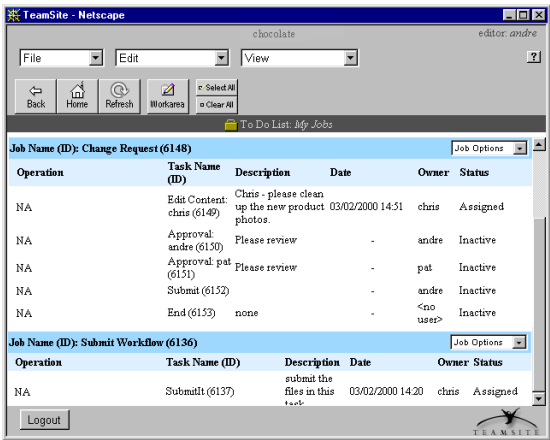 TeamSite - Netscape
chocolate editor: andre
File Edit View ?
Back Home Refresh Workarea Select All
Clear All
To Do List: My Jobs
Job Name (ID): Change Request (6148) Job Options
Operation Task Name (ID) Description Date Owner Status
NA Edit Content: chris (6149) Chris - please clean up the new product photos. 03/02/2000 14:51 chris Assigned
NA Approval: andre (6150) Please review - andre Inactive
NA Approval: pat (6151) Please review - pat Inactive
NA Submit (6152) - andre Inactive
NA End (6153) none - <no user> Inactive
Job Name (ID): Submit Workflow (6136) Job Options
Operation Task Name (ID) Description Date Owner Status
NA SubmitIt (6137) submit the files in this task 03/02/2000 14:20 chris Assigned
Logout
TEAMSITE